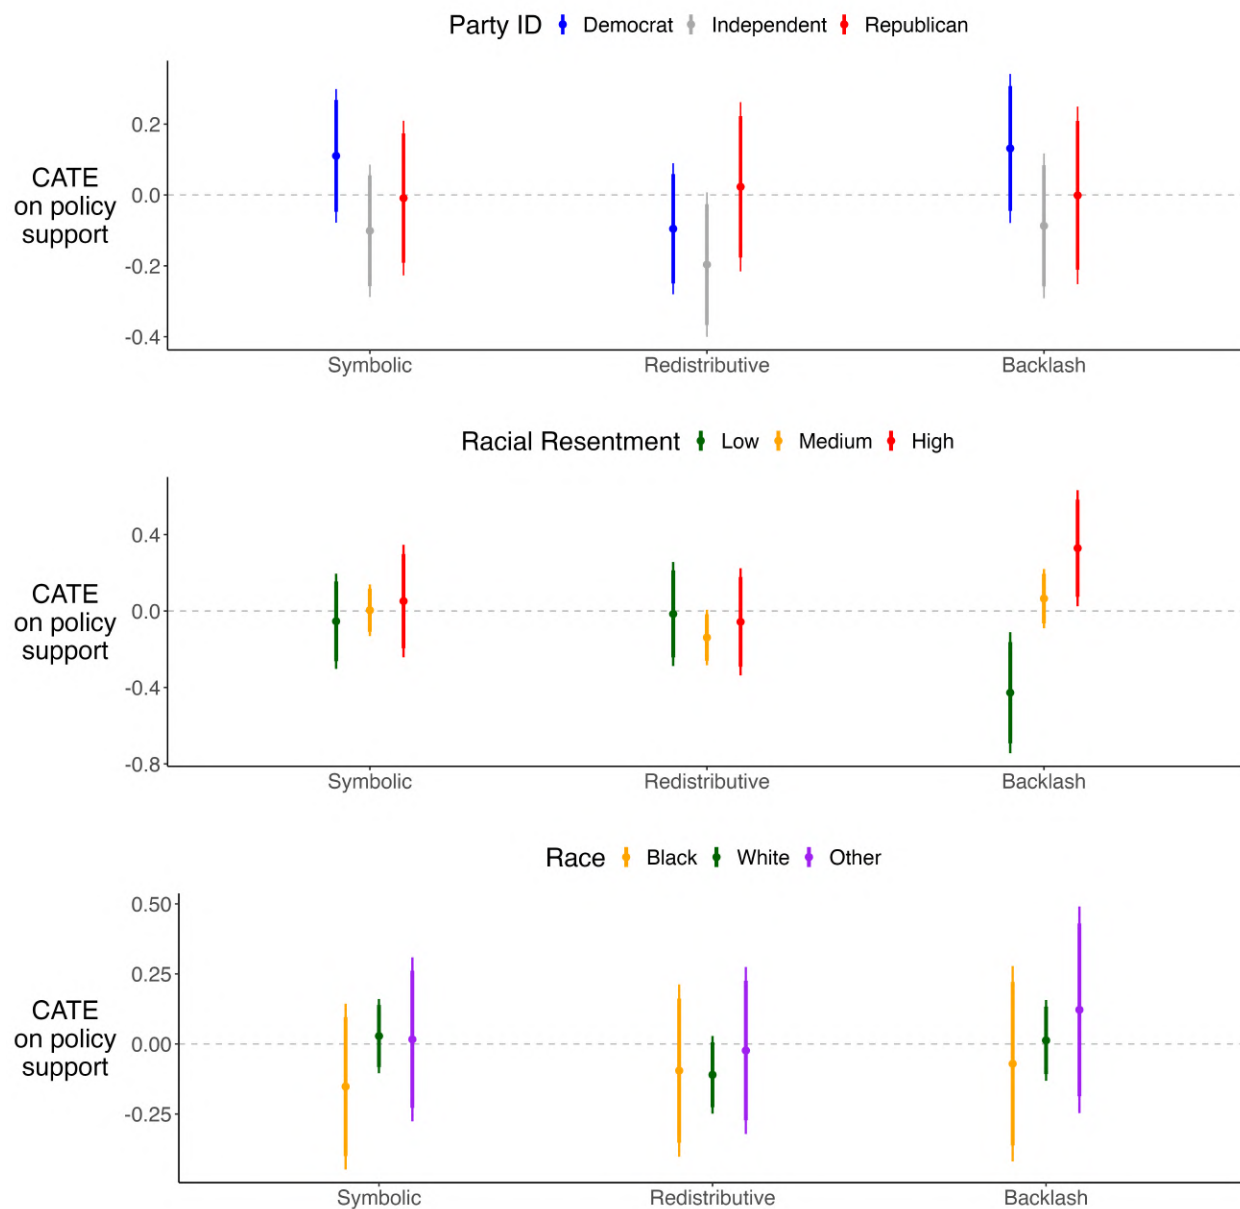 Party ID Democrat Independent Republican
0.2
0.0
-0.2
-0.4
CATE
on policy
support
Symbolic Redistributive Backlash
Racial Resentment Low Medium High
0.4
0.0
-0.4
-0.8
CATE
on policy
support
Symbolic Redistributive Backlash
Race Black White Other
0.50
0.25
0.00
-0.25
CATE
on policy
support
Symbolic Redistributive Backlash